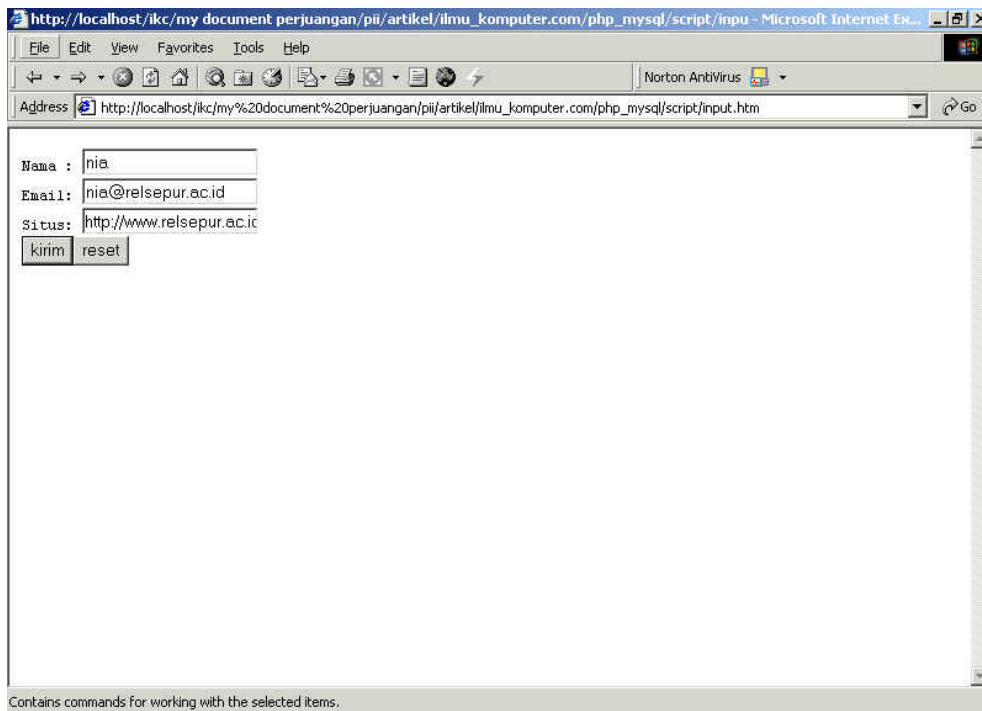 http://localhost/ikc/my document perjuangan/pii/artikel/ilmu_komputer.com/php_mysql/script/inpu - Microsoft Internet Ex...
File Edit View Favorites Tools Help
Norton AntiVirus
Address http://localhost/ikc/my%20document%20perjuangan/pii/artikel/ilmu_komputer.com/php_mysql/script/input.htm Go
Nama : nia
Email: nia@relsepur.ac.id
Situs: http://www.relsepur.ac.id
kirim reset
Contains commands for working with the selected items.